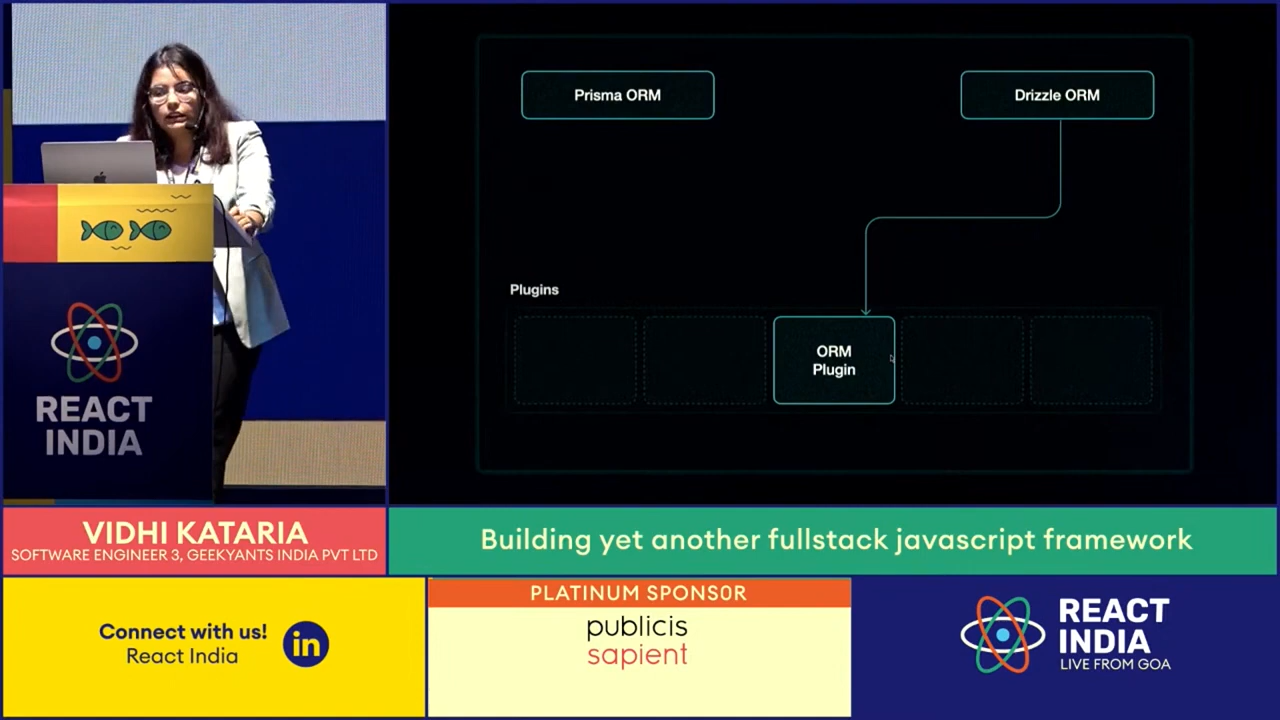 Prisma ORM
Drizzle ORM
Plugins
ORM
Plugin
REACT
INDIA
VIDHI KATARIA
SOFTWARE ENGINEER 3, GEEKYANTS INDIA PVT LTD
Building yet another fullstack javascript framework
Connect with us!
React India
in
PLATINUM SPONSOR
publicis
sapient
REACT
INDIA
LIVE FROM GOA